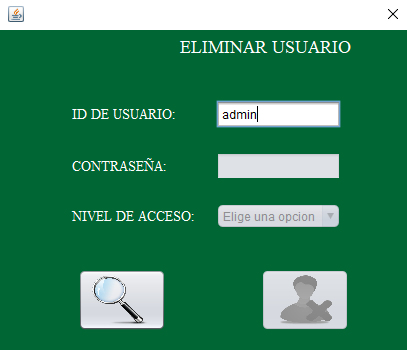 ELIMINAR USUARIO
ID DE USUARIO: admin
CONTRASEÑA:
NIVEL DE ACCESO: Elige una opcion